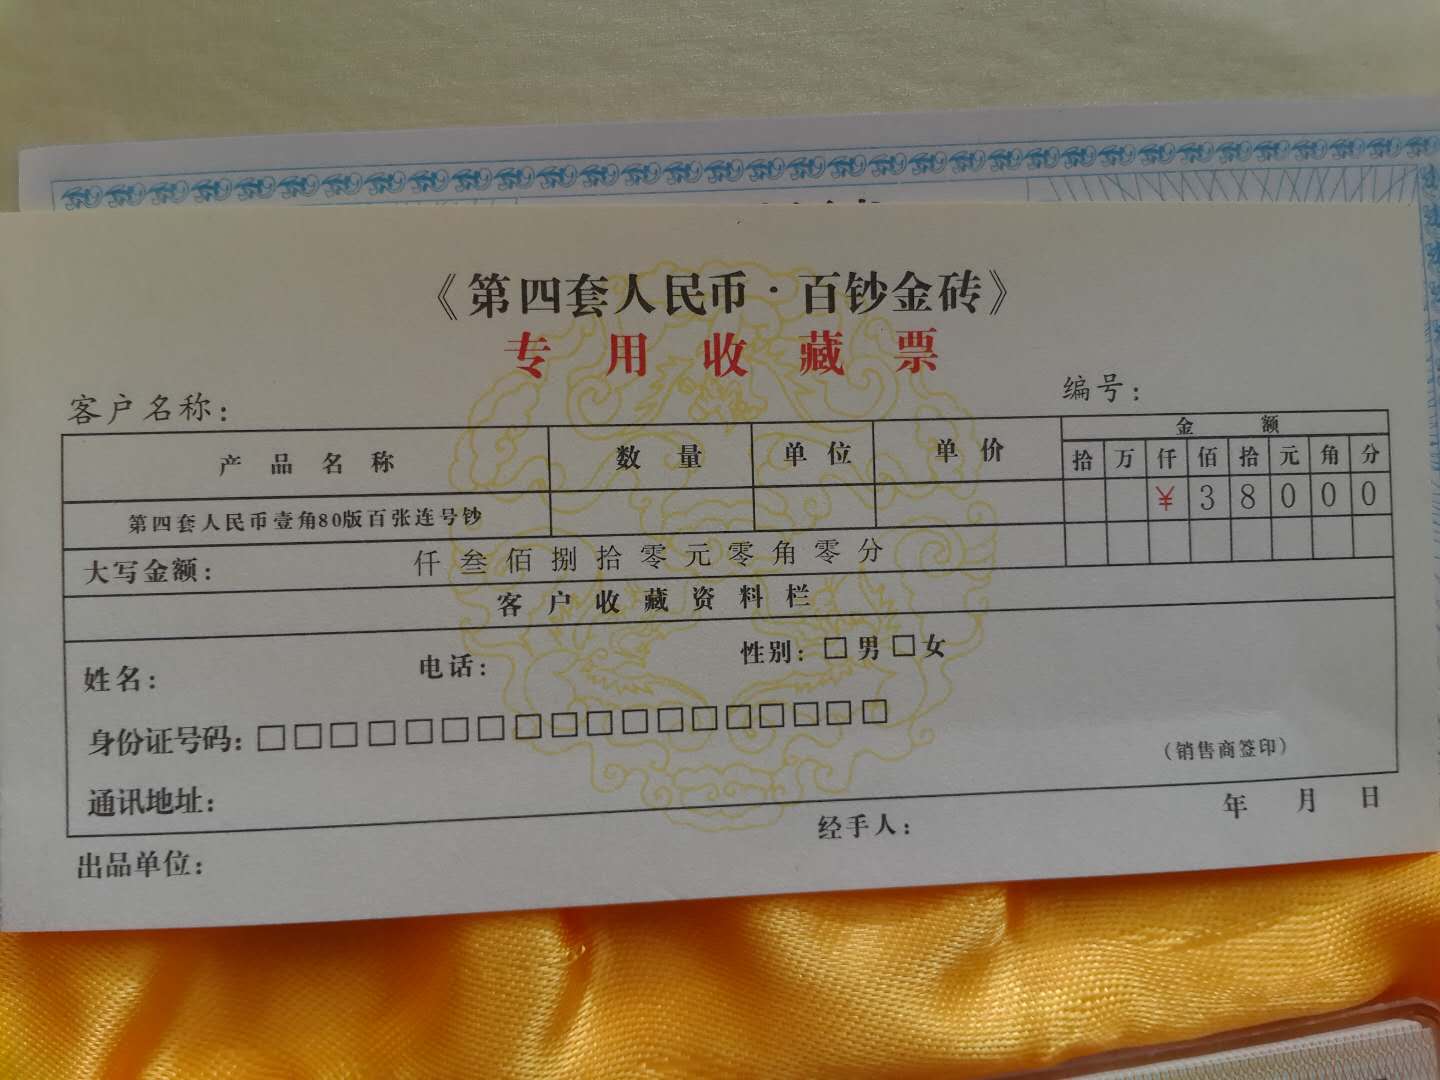 《第四套人民币·百钞金砖》
专用收藏票
客户名称： 编号：
产品名称 数量 单位 单价 金额
拾 万 仟 佰 拾 元 角 分
第四套人民币壹角80版百张连号钞 ¥ 3 8 0 0 0
大写金额： 仟叁佰捌拾零元零角零分
客户收藏资料栏
姓名： 电话： 性别：□男□女
身份证号码：□□□□□□□□□□□□□□□□□□
通讯地址： （销售商签印）
出品单位： 经手人： 年 月 日